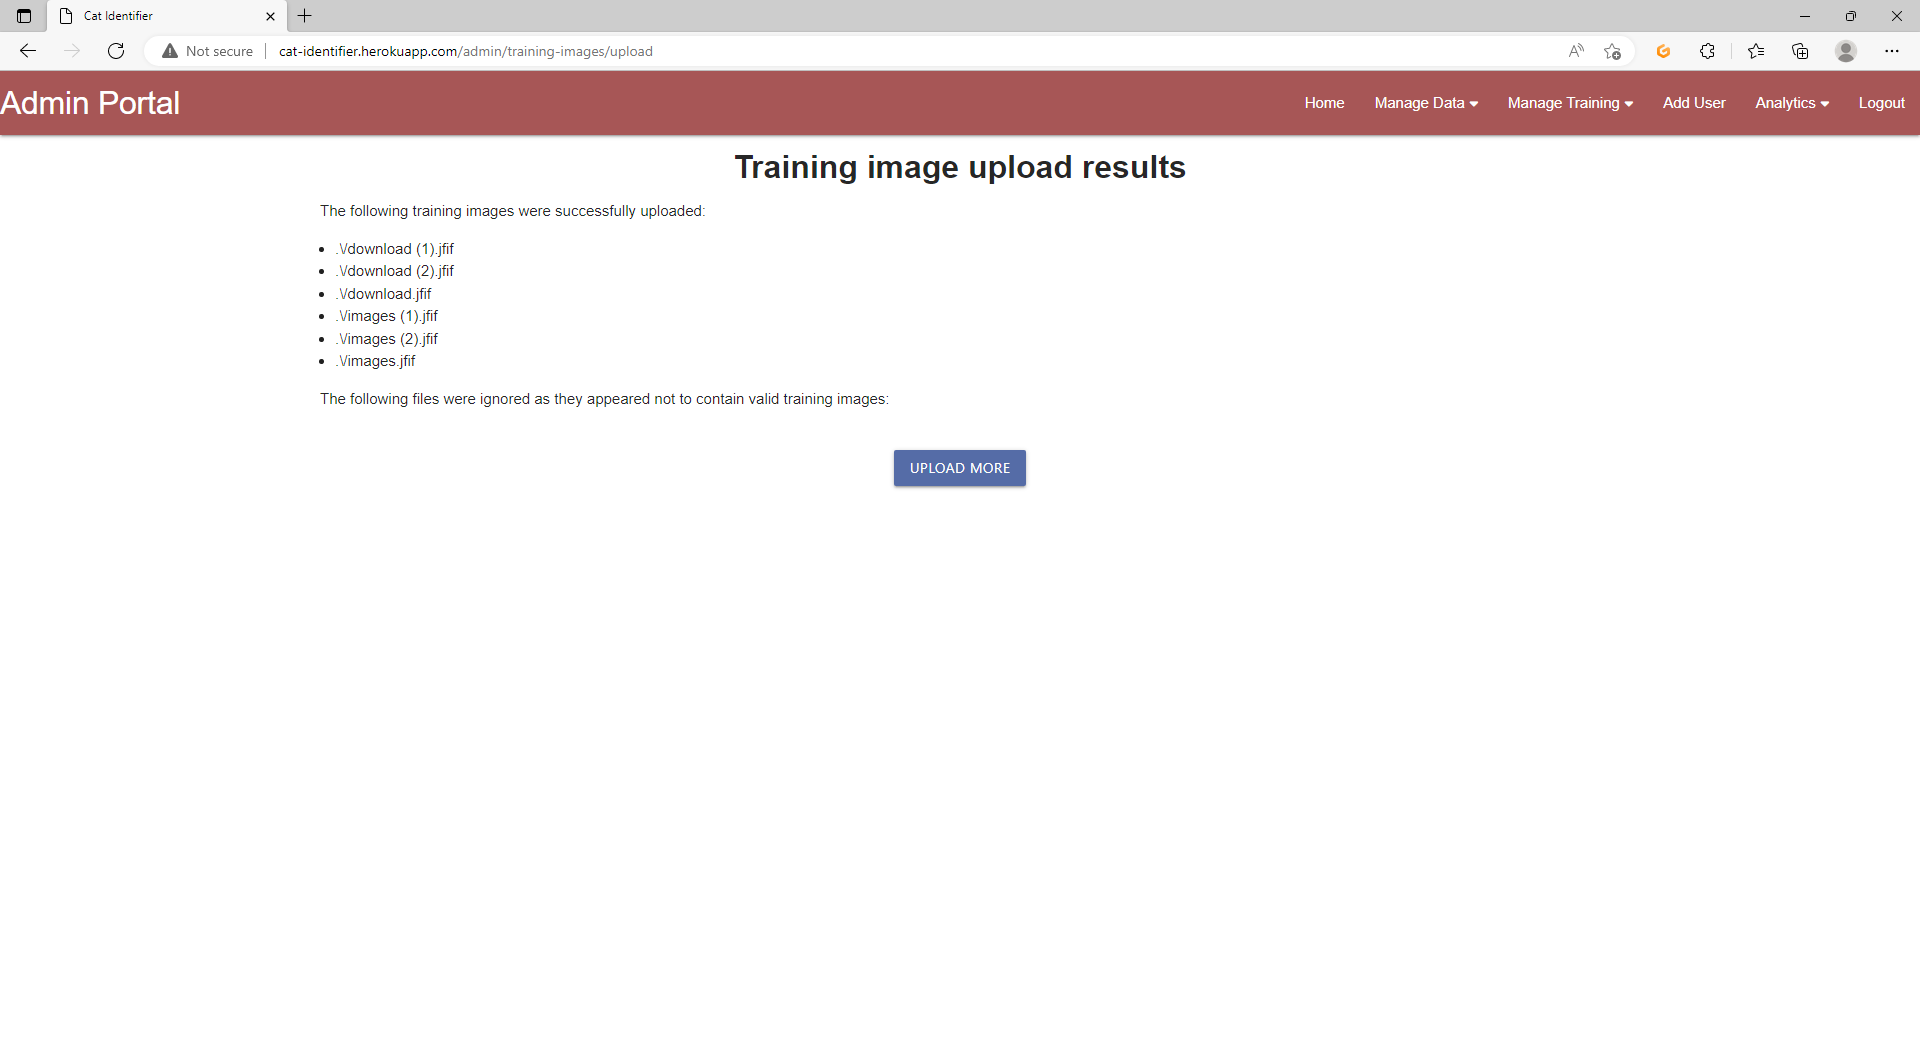 Cat Identifier
Not secure
cat-identifier.herokuapp.com/admin/training-images/upload
Admin Portal
Home
Manage Data
Manage Training
Add User
Analytics
Logout
Training image upload results
The following training images were successfully uploaded:
.\/download (1).jfif
.\/download (2).jfif
.\/download.jfif
.\/images (1).jfif
.\/images (2).jfif
.\/images.jfif
The following files were ignored as they appeared not to contain valid training images:
UPLOAD MORE